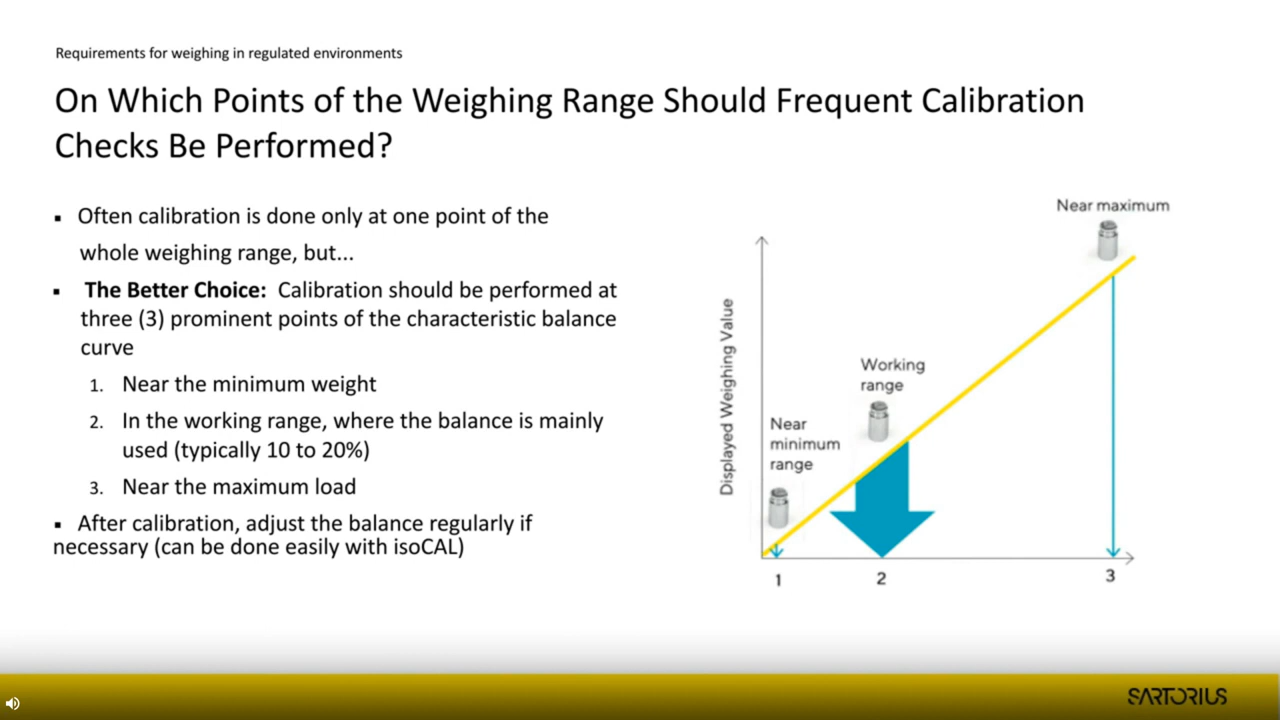 Requirements for weighing in regulated environments
On Which Points of the Weighing Range Should Frequent Calibration
Checks Be Performed?
▪ Often calibration is done only at one point of the
whole weighing range, but...
▪ The Better Choice: Calibration should be performed at
three (3) prominent points of the characteristic balance
curve
1. Near the minimum weight
2. In the working range, where the balance is mainly
used (typically 10 to 20%)
3. Near the maximum load
▪ After calibration, adjust the balance regularly if
necessary (can be done easily with isoCAL)
Displayed Weighing Value
Near
minimum
range
Working
range
Near maximum
1
2
3
SARTORIUS